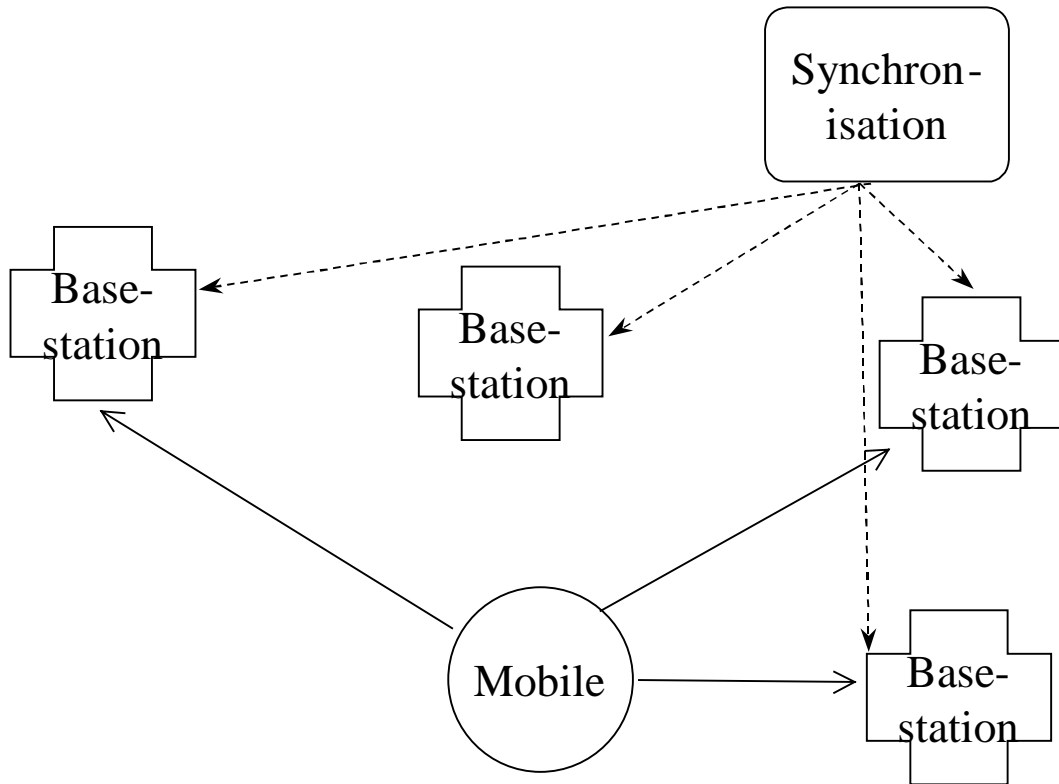 Synchron-
isation
Base-
station
Base-
station
Base-
station
Mobile
Base-
station